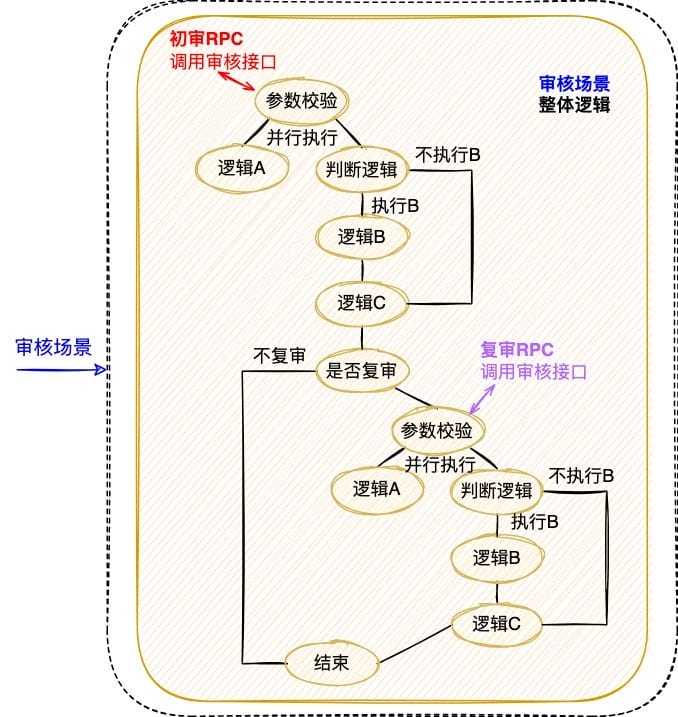 初审RPC
调用审核接口
审核场景
整体逻辑
参数校验
并行执行
逻辑A
判断逻辑
不执行B
执行B
逻辑B
逻辑C
审核场景
不复审
是否复审
复审RPC
调用审核接口
参数校验
并行执行
逻辑A
判断逻辑
不执行B
执行B
逻辑B
逻辑C
结束